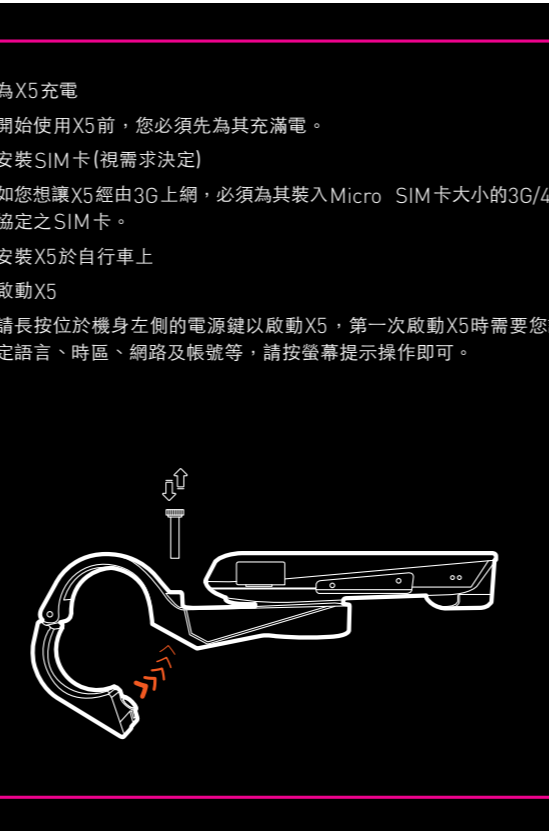 為X5充電
開始使用X5前，您必須先為其充滿電。
安裝SIM卡(視需求決定)
如您想讓X5經由3G上網，必須為其裝入Micro SIM卡大小的3G/4
協定之SIM卡。
安裝X5於自行車上
啟動X5
請長按位於機身左側的電源鍵以啟動X5，第一次啟動X5時需要您
定語言、時區、網路及帳號等，請按螢幕提示操作即可。